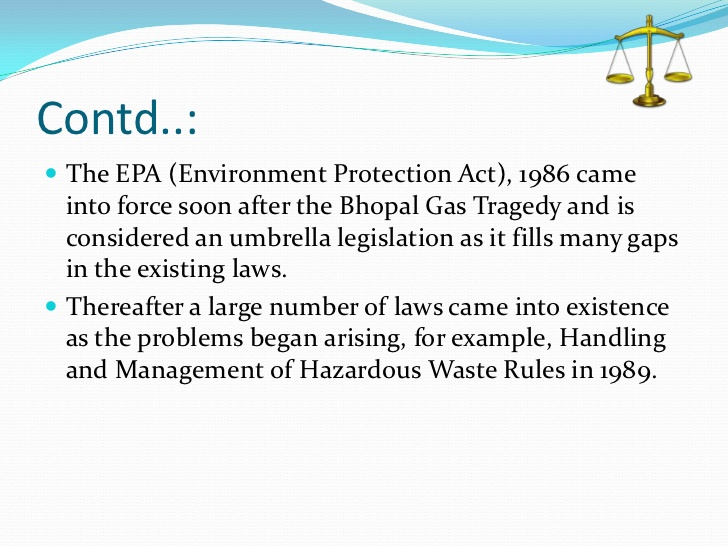 Contd..:
• The EPA (Environment Protection Act), 1986 came
into force soon after the Bhopal Gas Tragedy and is
considered an umbrella legislation as it fills many gaps
in the existing laws.
• Thereafter a large number of laws came into existence
as the problems began arising, for example, Handling
and Management of Hazardous Waste Rules in 1989.